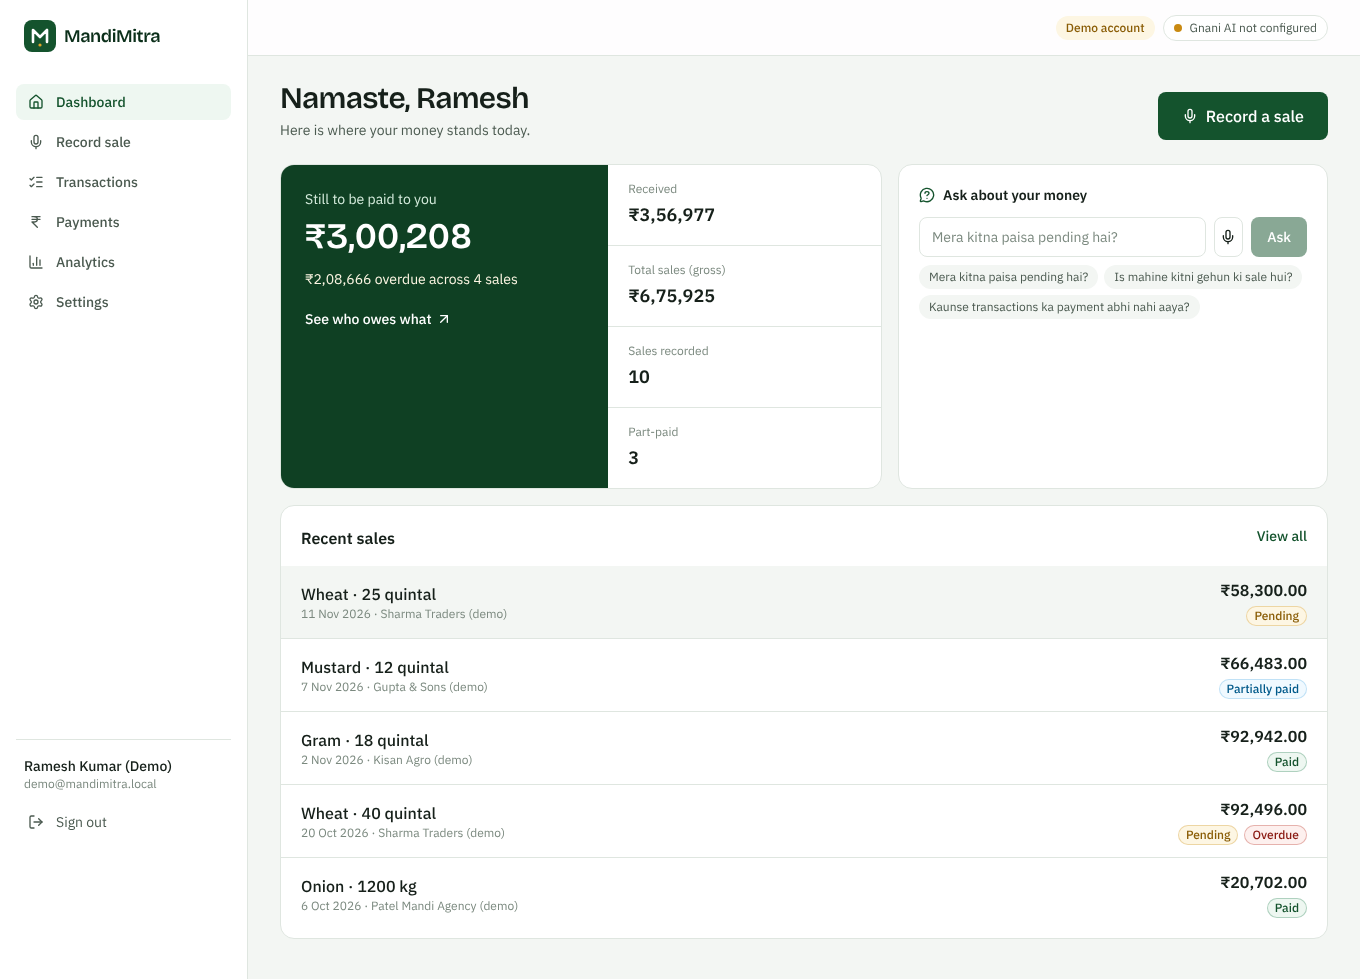 MandiMitra
Demo account
Gnani AI not configured
Dashboard
Record sale
Transactions
Payments
Analytics
Settings
Namaste, Ramesh
Here is where your money stands today.
Record a sale
Still to be paid to you
₹3,00,208
₹2,08,666 overdue across 4 sales
See who owes what
Received
₹3,56,977
Total sales (gross)
₹6,75,925
Sales recorded
10
Part-paid
3
Ask about your money
Mera kitna paisa pending hai?
Ask
Mera kitna paisa pending hai?
Is mahine kitni gehun ki sale hui?
Kaunse transactions ka payment abhi nahi aaya?
Recent sales
View all
Wheat · 25 quintal
₹58,300.00
11 Nov 2026 · Sharma Traders (demo)
Pending
Mustard · 12 quintal
₹66,483.00
7 Nov 2026 · Gupta & Sons (demo)
Partially paid
Gram · 18 quintal
₹92,942.00
2 Nov 2026 · Kisan Agro (demo)
Paid
Wheat · 40 quintal
₹92,496.00
20 Oct 2026 · Sharma Traders (demo)
Pending
Overdue
Onion · 1200 kg
₹20,702.00
6 Oct 2026 · Patel Mandi Agency (demo)
Paid
Ramesh Kumar (Demo)
demo@mandimitra.local
Sign out